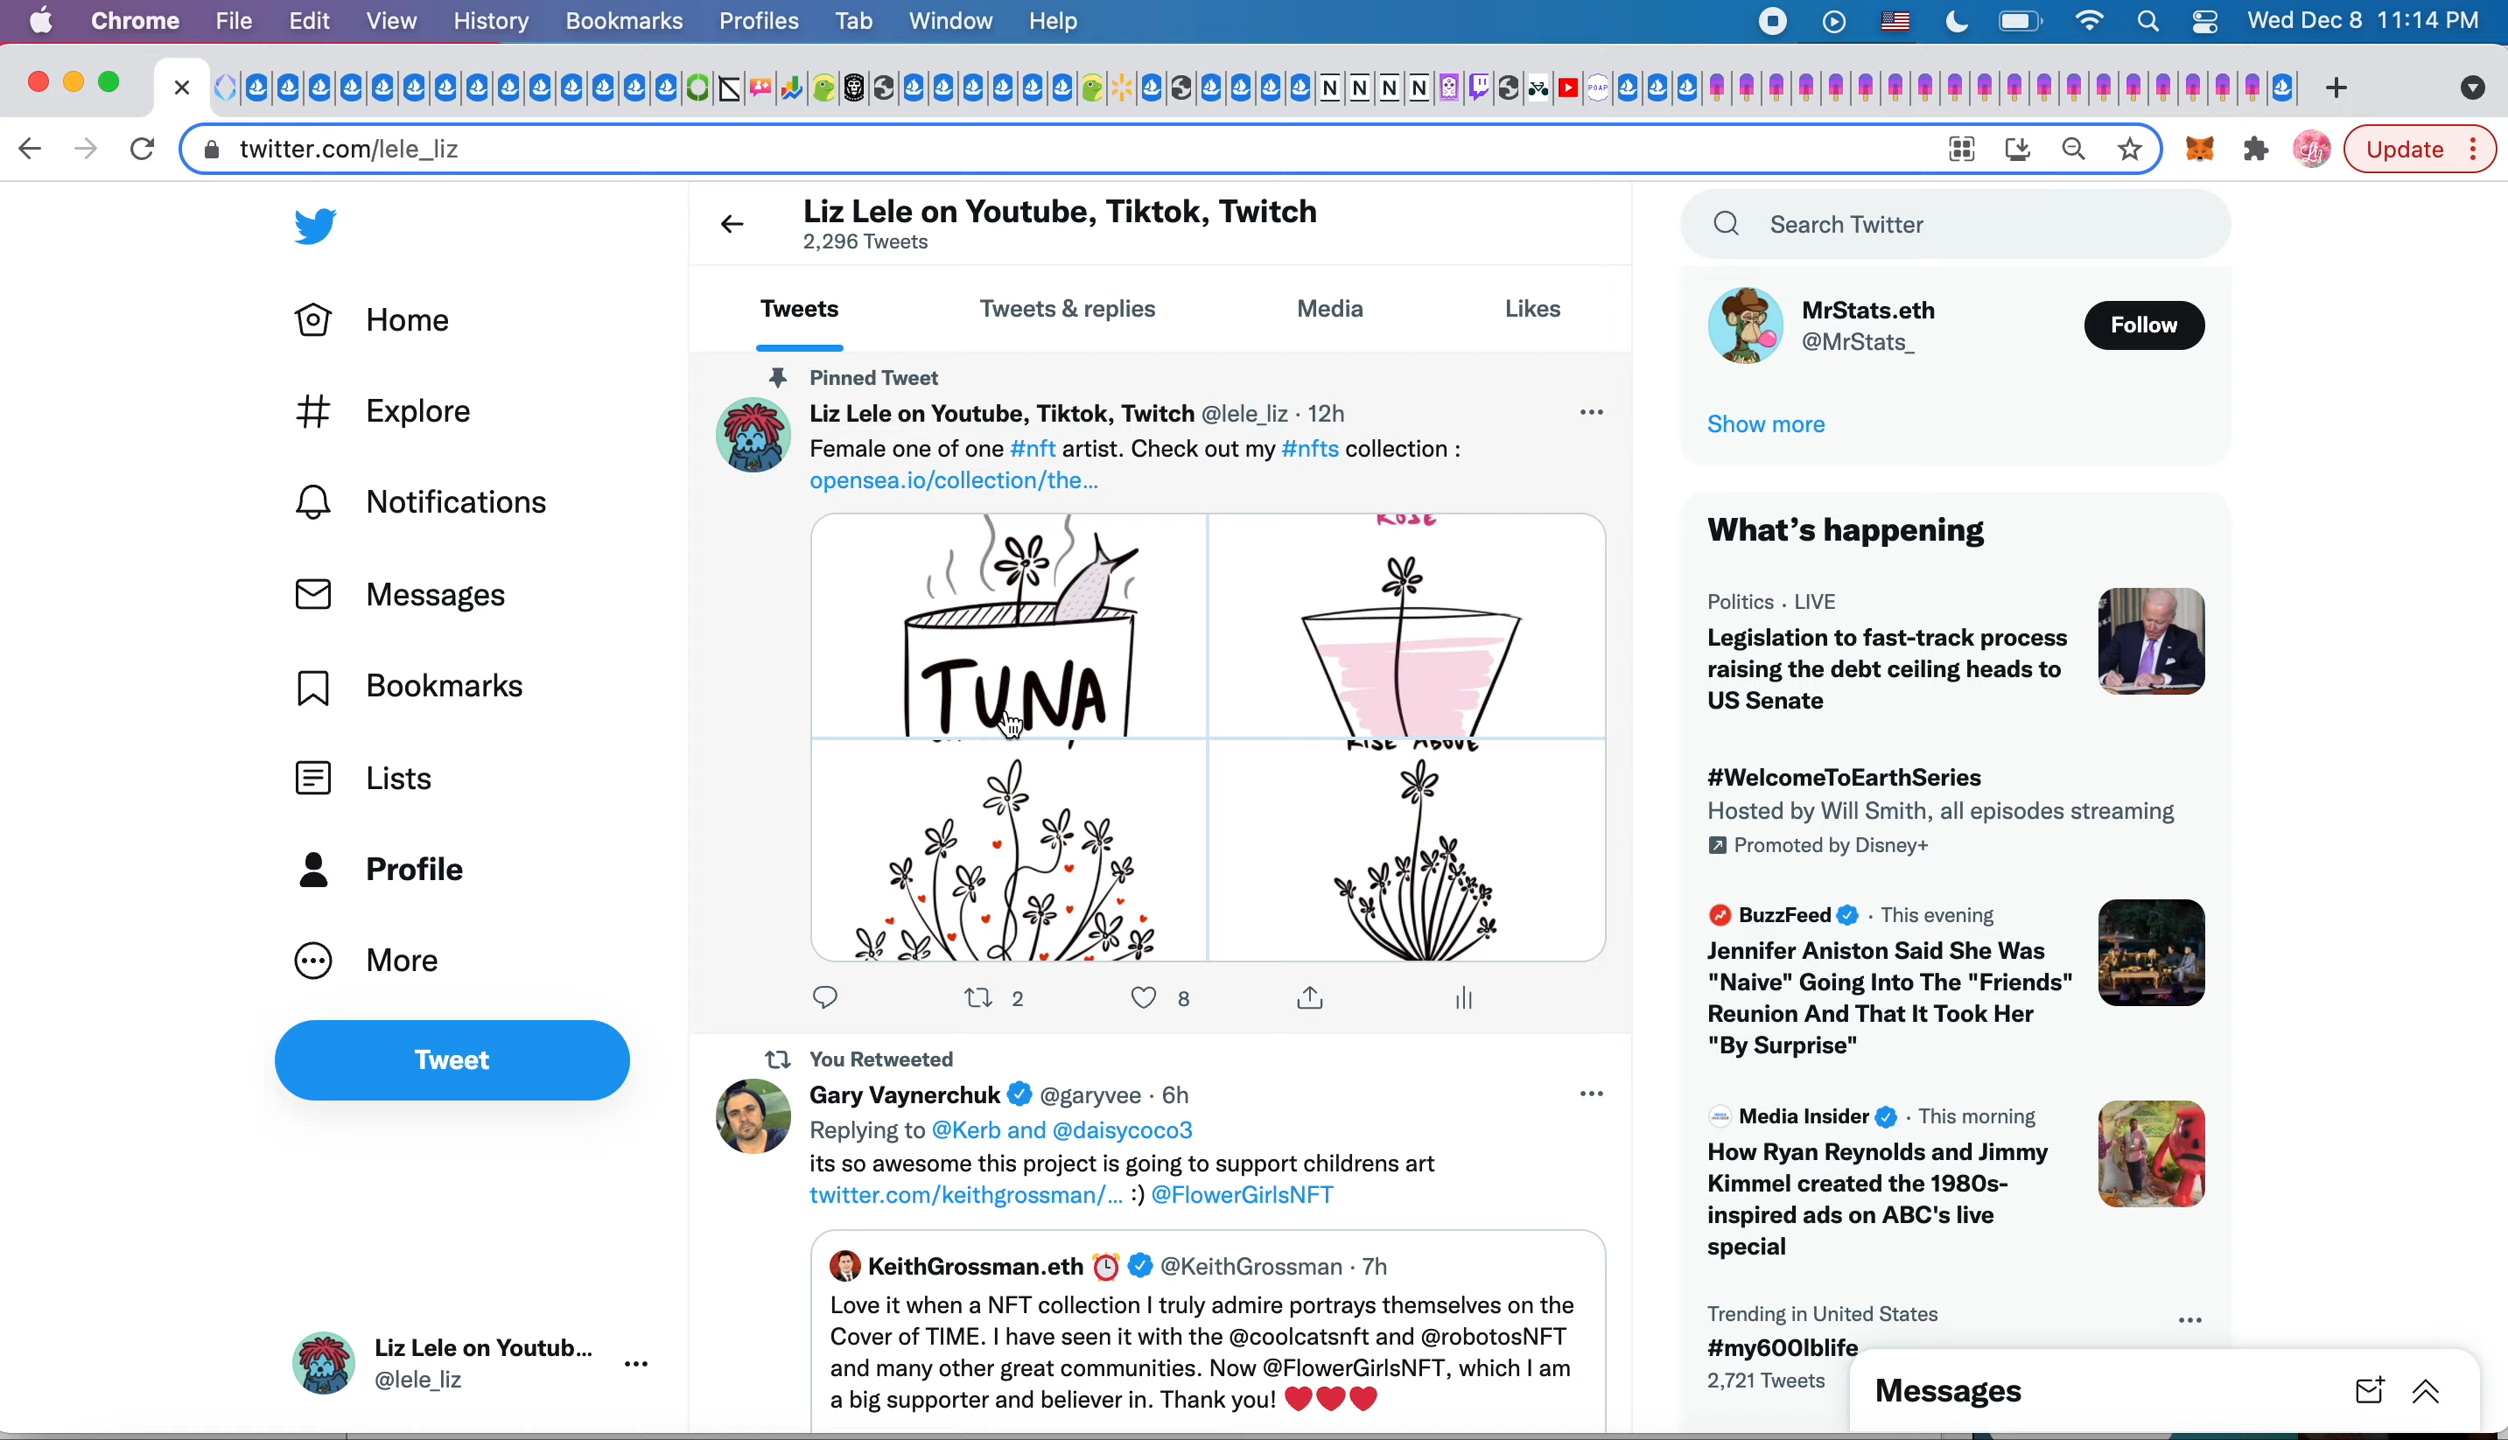 Chrome File Edit View History Bookmarks Profiles Tab Window Help Wed Dec 8 11:14 PM
twitter.com/lele_liz
Update
Liz Lele on Youtube, Tiktok, Twitch
2,296 Tweets
Tweets Tweets & replies Media Likes
Home
Explore
Notifications
Messages
Bookmarks
Lists
Profile
More
Tweet
Liz Lele on Youtub...
@lele_liz
Pinned Tweet
Liz Lele on Youtube, Tiktok, Twitch @lele_liz · 12h
Female one of one #nft artist. Check out my #nfts collection :
opensea.io/collection/the...
TUNA
ROSE
RISE ABOVE
2 8
You Retweeted
Gary Vaynerchuk @garyvee · 6h
Replying to @Kerb and @daisycoco3
its so awesome this project is going to support childrens art
twitter.com/keithgrossman/... :) @FlowerGirlsNFT
KeithGrossman.eth @KeithGrossman · 7h
Love it when a NFT collection I truly admire portrays themselves on the
Cover of TIME. I have seen it with the @coolcatsnft and @robotosNFT
and many other great communities. Now @FlowerGirlsNFT, which I am
a big supporter and believer in. Thank you!
Search Twitter
MrStats.eth
@MrStats_
Follow
Show more
What's happening
Politics · LIVE
Legislation to fast-track process
raising the debt ceiling heads to
US Senate
#WelcomeToEarthSeries
Hosted by Will Smith, all episodes streaming
Promoted by Disney+
BuzzFeed · This evening
Jennifer Aniston Said She Was
"Naive" Going Into The "Friends"
Reunion And That It Took Her
"By Surprise"
Media Insider · This morning
How Ryan Reynolds and Jimmy
Kimmel created the 1980s-
inspired ads on ABC's live
special
Trending in United States
#my600lblife
2,721 Tweets
Messages